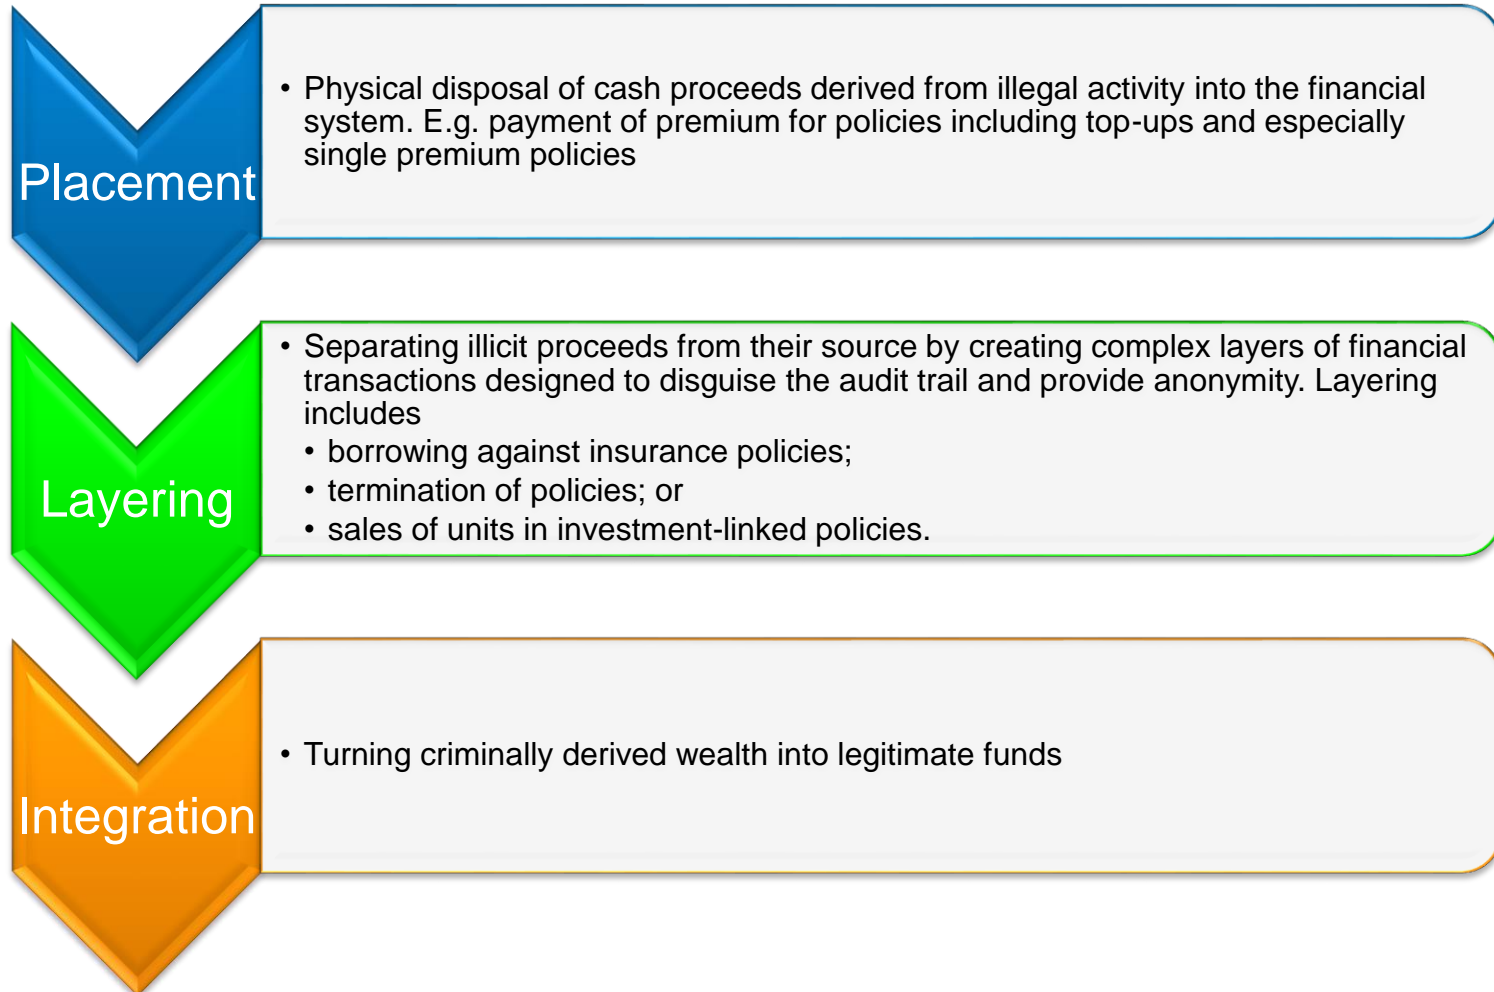 Placement
• Physical disposal of cash proceeds derived from illegal activity into the financial
system. E.g. payment of premium for policies including top-ups and especially
single premium policies
Layering
• Separating illicit proceeds from their source by creating complex layers of financial
transactions designed to disguise the audit trail and provide anonymity. Layering
includes
• borrowing against insurance policies;
• termination of policies; or
• sales of units in investment-linked policies.
Integration
• Turning criminally derived wealth into legitimate funds